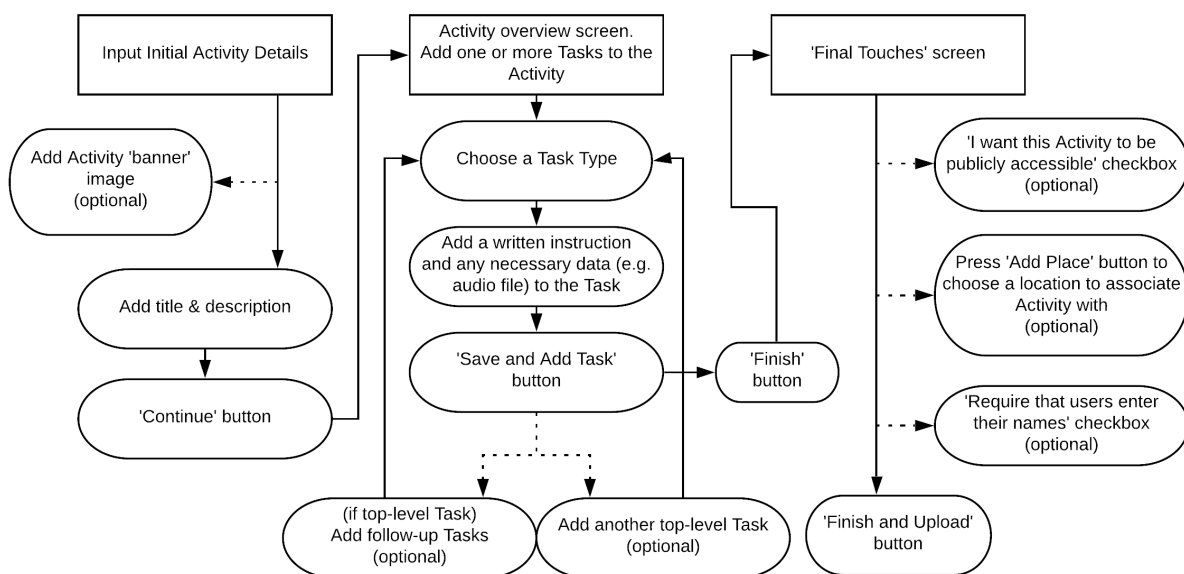 Input Initial Activity Details
Add Activity 'banner'
image
(optional)
Add title & description
'Continue' button
Activity overview screen.
Add one or more Tasks to the
Activity
Choose a Task Type
Add a written instruction
and any necessary data (e.g.
audio file) to the Task
'Save and Add Task'
button
(if top-level Task)
Add follow-up Tasks
(optional)
Add another top-level Task
(optional)
'Finish'
button
'Final Touches' screen
'I want this Activity to be
publicly accessible' checkbox
(optional)
Press 'Add Place' button to
choose a location to associate
Activity with
(optional)
'Require that users enter
their names' checkbox
(optional)
'Finish and Upload'
button